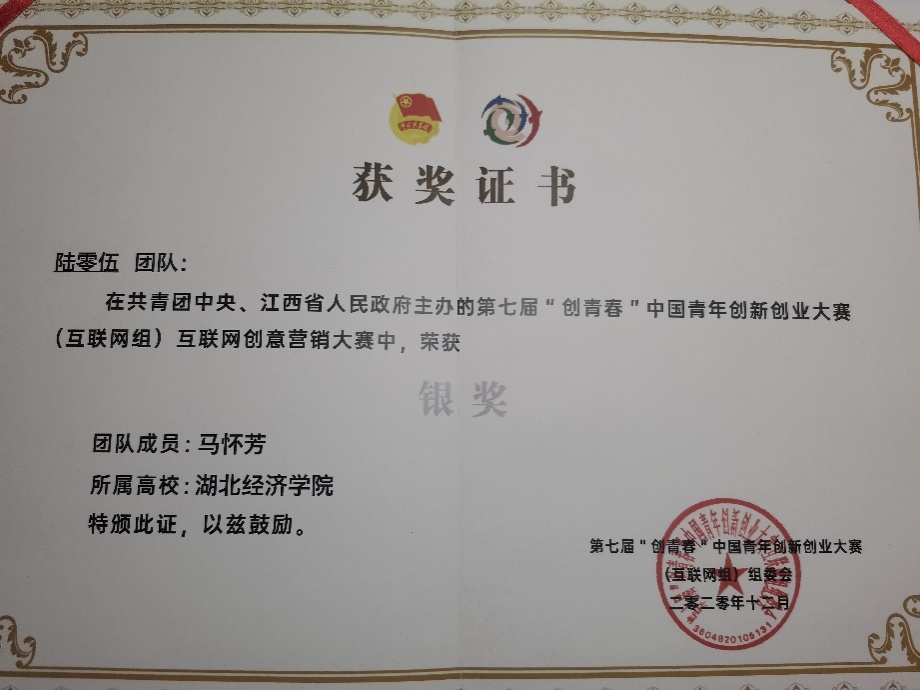 获奖证书
陆零伍 团队：
在共青团中央、江西省人民政府主办的第七届“创青春”中国青年创新创业大赛
（互联网组）互联网创意营销大赛中，荣获
银奖
团队成员：马怀芳
所属高校：湖北经济学院
特颁此证，以兹鼓励。
第七届“创青春”中国青年创新创业大赛
（互联网组）组委会
二零二零年十二月
3604820106191